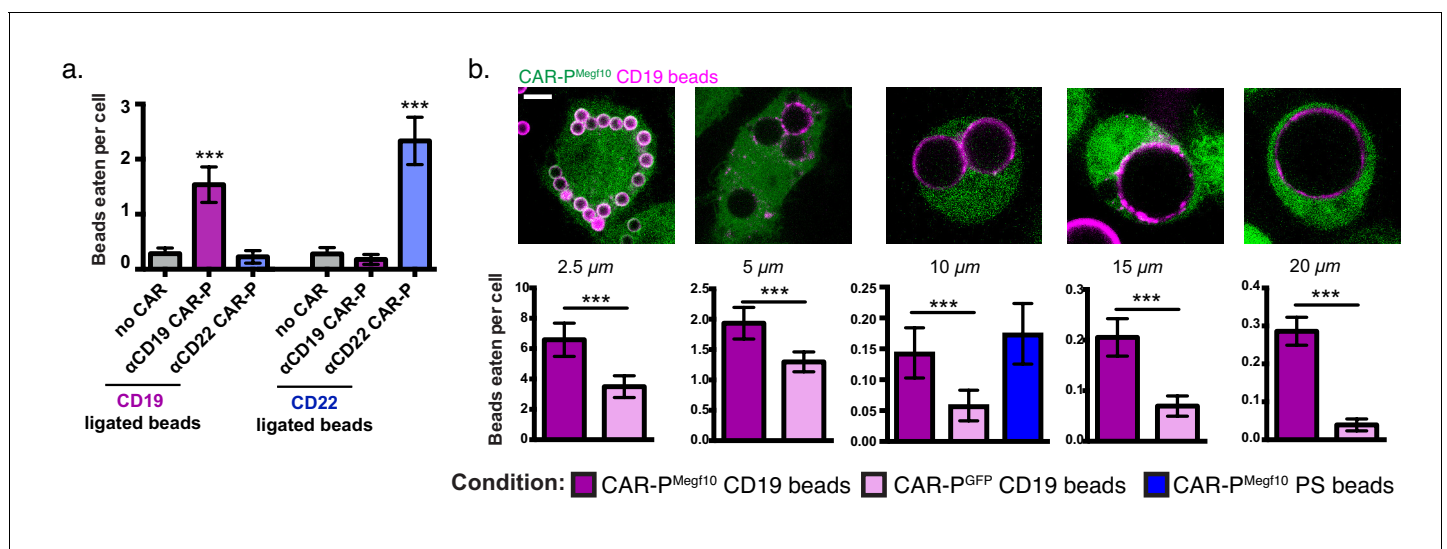 a.
Beads eaten per cell
3
2
1
0
***
***
no CAR
αCD19 CAR-P
αCD22 CAR-P
no CAR
αCD19 CAR-P
αCD22 CAR-P
CD19
ligated beads
CD22
ligated beads
b.
CAR-P^Megf10 CD19 beads
2.5 µm
5 µm
10 µm
15 µm
20 µm
Beads eaten per cell
10
8
6
4
2
0
***
2.5
2.0
1.5
1.0
0.5
0.0
***
0.25
0.20
0.15
0.10
0.05
0.00
***
0.3
0.2
0.1
0.0
***
0.4
0.3
0.2
0.1
0.0
***
Condition: CAR-P^Megf10 CD19 beads CAR-P^GFP CD19 beads CAR-P^Megf10 PS beads